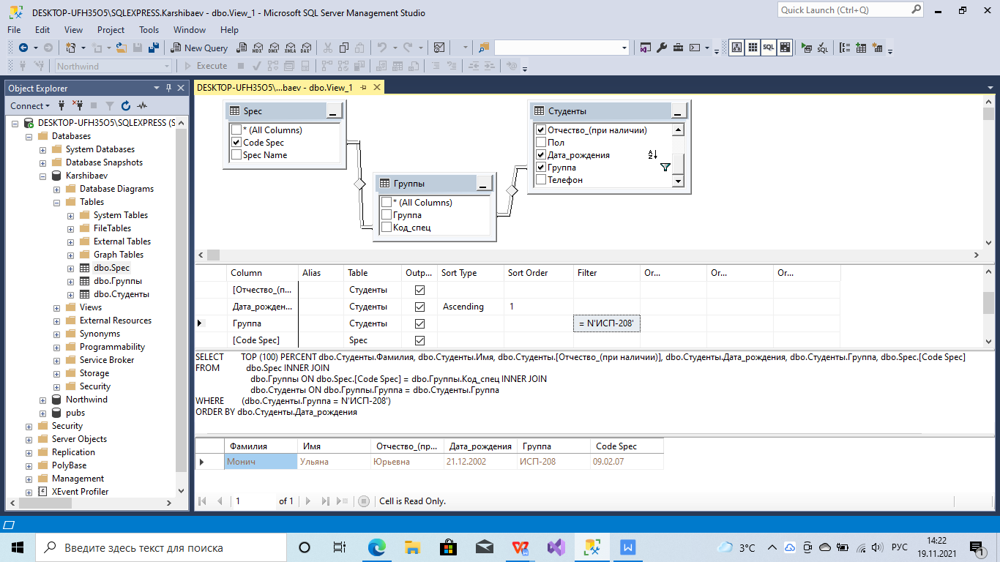 DESKTOP-UFH35O5\SQLEXPRESS.Karshibaev - dbo.View_1 - Microsoft SQL Server Management Studio
Quick Launch (Ctrl+Q)
File Edit View Project Tools Window Help
New Query
MDX DMX XMLA DAX
SQL
SQL
Northwind
Execute
Object Explorer
DESKTOP-UFH35O5\...baev - dbo.View_1
Connect
DESKTOP-UFH35O5\SQLEXPRESS (S
Databases
System Databases
Database Snapshots
Karshibaev
Database Diagrams
Tables
System Tables
FileTables
External Tables
Graph Tables
dbo.Spec
dbo.Группы
dbo.Студенты
Views
External Resources
Synonyms
Programmability
Service Broker
Storage
Security
Northwind
pubs
Security
Server Objects
Replication
PolyBase
Management
XEvent Profiler
Spec
* (All Columns)
Code Spec
Spec Name
Группы
* (All Columns)
Группа
Код_спец
Студенты
Отчество_(при наличии)
Пол
Дата_рождения
Группа
Телефон
Column Alias Table Outp... Sort Type Sort Order Filter Or... Or... Or...
[Отчество_(п... Студенты
Дата_рожден... Студенты Ascending 1
Группа Студенты = N'ИСП-208'
[Code Spec] Spec
SELECT TOP (100) PERCENT dbo.Студенты.Фамилия, dbo.Студенты.Имя, dbo.Студенты.[Отчество_(при наличии)], dbo.Студенты.Дата_рождения, dbo.Студенты.Группа, dbo.Spec.[Code Spec]
FROM dbo.Spec INNER JOIN
dbo.Группы ON dbo.Spec.[Code Spec] = dbo.Группы.Код_спец INNER JOIN
dbo.Студенты ON dbo.Группы.Группа = dbo.Студенты.Группа
WHERE (dbo.Студенты.Группа = N'ИСП-208')
ORDER BY dbo.Студенты.Дата_рождения
Фамилия Имя Отчество_(пр... Дата_рождения Группа Code Spec
Монич Ульяна Юрьевна 21.12.2002 ИСП-208 09.02.07
1 of 1 Cell is Read Only.
Введите здесь текст для поиска
3°C
РУС
14:22
19.11.2021
1